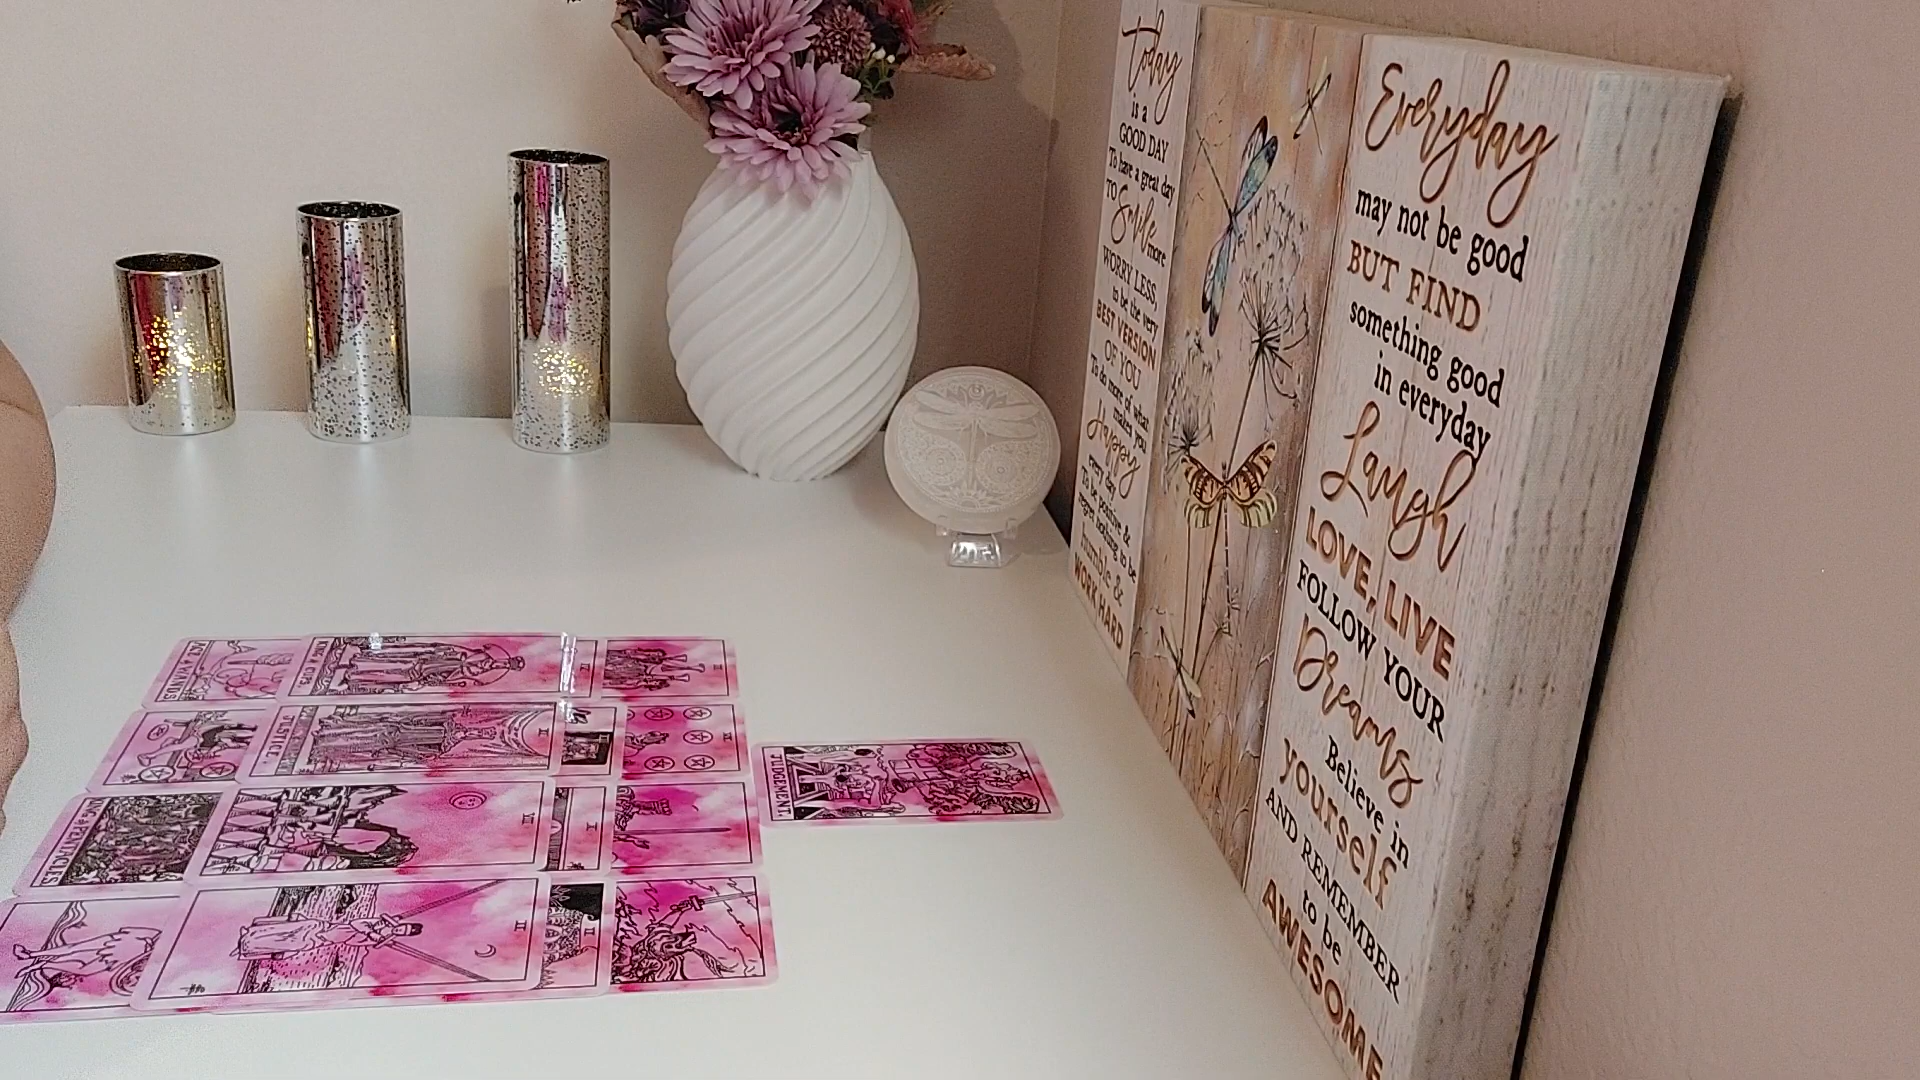 Today
is a
GOOD DAY
To have a great day
TO Smile more
WORRY LESS,
to be the very
BEST VERSION
OF YOU
To do more of what
makes you
Happy
every day
To be positive &
regret nothing to be
humble &
WORK HARD
Everyday
may not be good
BUT FIND
something good
in everyday
Laugh
LOVE, LIVE
FOLLOW YOUR
Dreams
Believe in
yourself
AND REMEMBER
to be
AWESOME
ACE of WANDS
KING of CUPS
JUSTICE.
KING of PENTACLES
VII
II
JUDGEMENT.